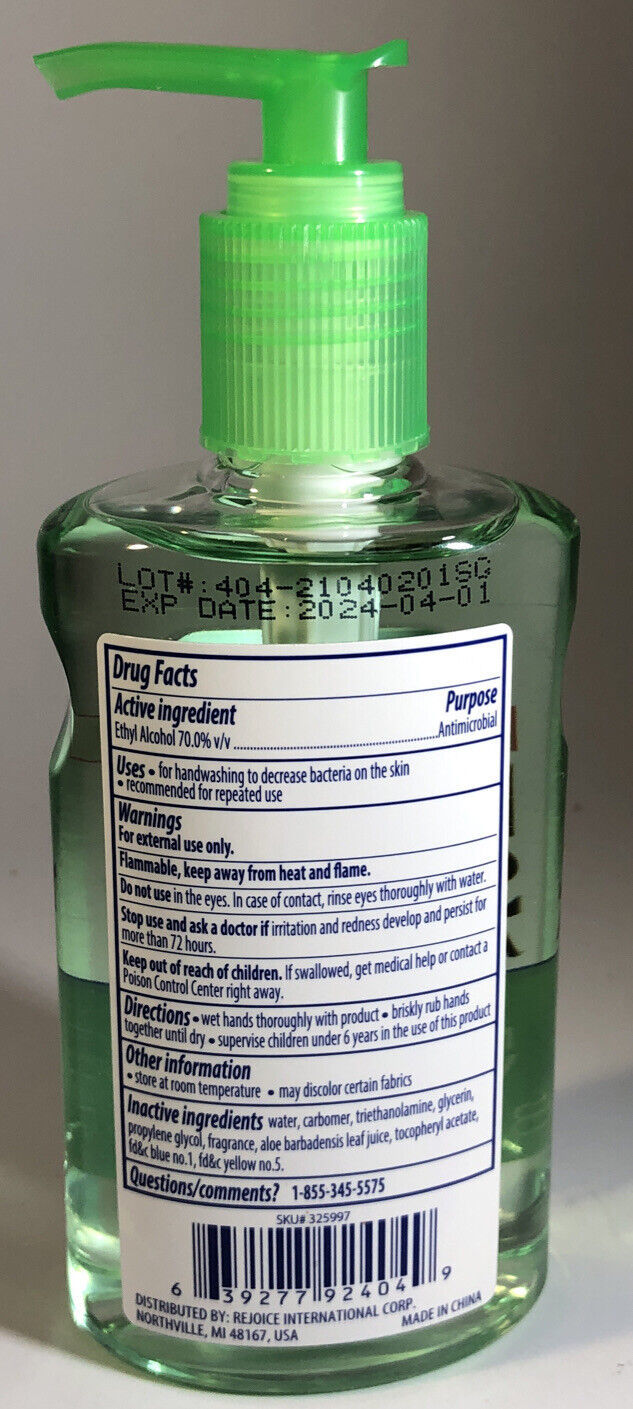 LOT#:404-21040201SG
EXP DATE:2024-04-01
Drug Facts
Active ingredient Purpose
Ethyl Alcohol 70.0% v/v ........ Antimicrobial
Uses • for handwashing to decrease bacteria on the skin
• recommended for repeated use
Warnings
For external use only.
Flammable, keep away from heat and flame.
Do not use in the eyes. In case of contact, rinse eyes thoroughly with water.
Stop use and ask a doctor if irritation and redness develop and persist for
more than 72 hours.
Keep out of reach of children. If swallowed, get medical help or contact a
Poison Control Center right away.
Directions • wet hands thoroughly with product • briskly rub hands
together until dry • supervise children under 6 years in the use of this product
Other information
• store at room temperature • may discolor certain fabrics
Inactive ingredients water, carbomer, triethanolamine, glycerin,
propylene glycol, fragrance, aloe barbadensis leaf juice, tocopheryl acetate,
fd&c blue no.1, fd&c yellow no.5.
Questions/comments? 1-855-345-5575
SKU# 325997
6 39277 92404 9
DISTRIBUTED BY: REJOICE INTERNATIONAL CORP.
NORTHVILLE, MI 48167, USA MADE IN CHINA